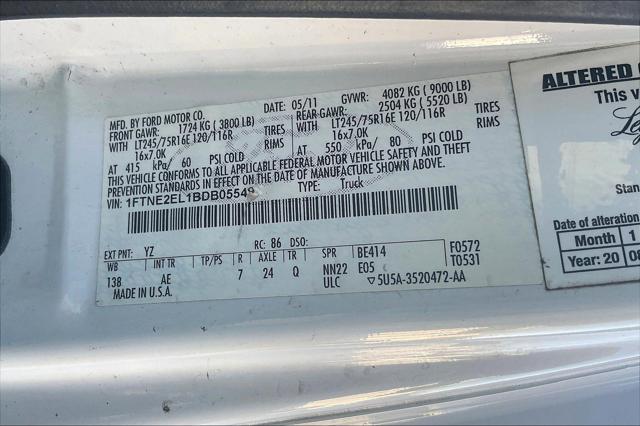 MFD. BY FORD MOTOR CO.
DATE: 05/11 GVWR: 4082 KG ( 9000 LB)
FRONT GAWR: 1724 KG ( 3800 LB)
REAR GAWR: 2504 KG ( 5520 LB)
WITH LT245/75R16E 120/116R TIRES
16x7.0K RIMS
WITH LT245/75R16E 120/116R TIRES
16x7.0K RIMS
AT 415 kPa/ 60 PSI COLD
AT 550 kPa/ 80 PSI COLD
THIS VEHICLE CONFORMS TO ALL APPLICABLE FEDERAL MOTOR VEHICLE SAFETY AND THEFT
PREVENTION STANDARDS IN EFFECT ON THE DATE OF MANUFACTURE SHOWN ABOVE.
VIN: 1FTNE2EL1BDB05549 TYPE: Truck
EXT PNT: YZ RC: 86 DSO:
WB INT TR TP/PS R AXLE TR SPR BE414 F0572
138 AE 7 24 Q NN22 E05 T0531
MADE IN U.S.A. ULC ▽5U5A-3520472-AA
ALTERED
This v
Date of alteration
Month 1
Year: 20 08